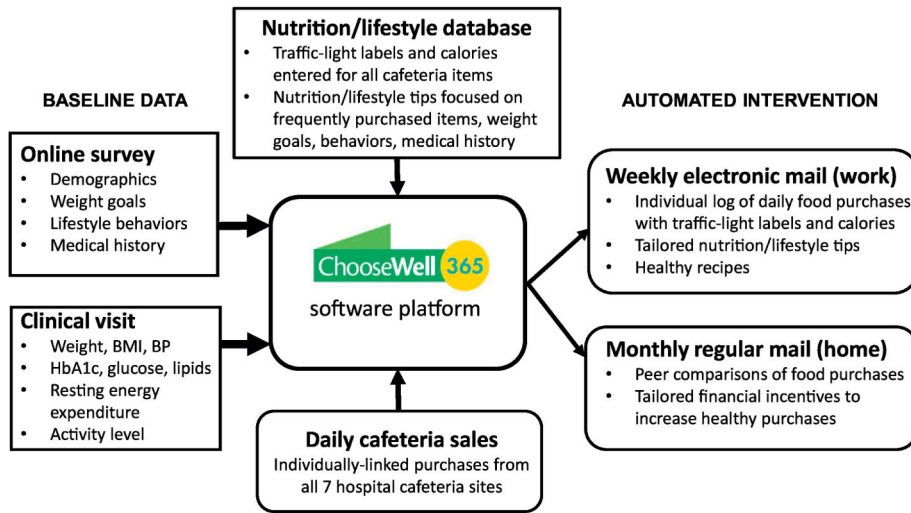 Nutrition/lifestyle database
• Traffic-light labels and calories
entered for all cafeteria items
• Nutrition/lifestyle tips focused on
frequently purchased items, weight
goals, behaviors, medical history
BASELINE DATA
Online survey
• Demographics
• Weight goals
• Lifestyle behaviors
• Medical history
Clinical visit
• Weight, BMI, BP
• HbA1c, glucose, lipids
• Resting energy
expenditure
• Activity level
ChooseWell 365
software platform
Daily cafeteria sales
Individually-linked purchases from
all 7 hospital cafeteria sites
AUTOMATED INTERVENTION
Weekly electronic mail (work)
• Individual log of daily food purchases
with traffic-light labels and calories
• Tailored nutrition/lifestyle tips
• Healthy recipes
Monthly regular mail (home)
• Peer comparisons of food purchases
• Tailored financial incentives to
increase healthy purchases